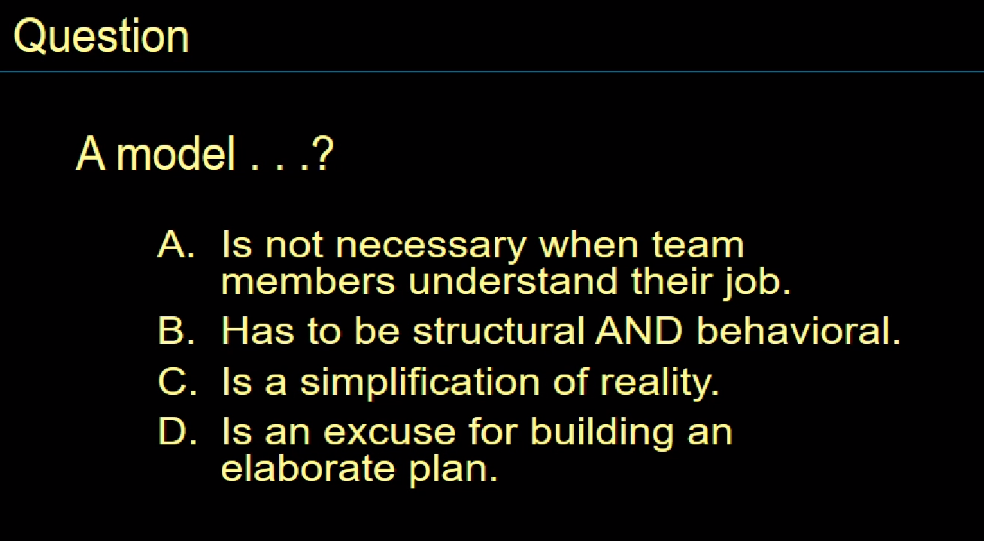 Question
A model . . .?
A. Is not necessary when team
members understand their job.
B. Has to be structural AND behavioral.
C. Is a simplification of reality.
D. Is an excuse for building an
elaborate plan.